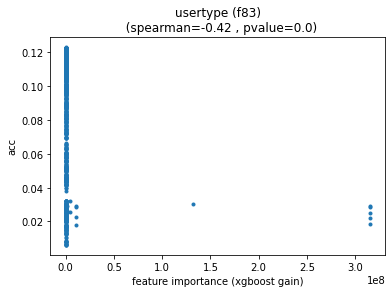 usertype (f83)
(spearman=-0.42 , pvalue=0.0)
0.12
0.10
0.08
0.06
0.04
0.02
acc
0.0 0.5 1.0 1.5 2.0 2.5 3.0
1e8
feature importance (xgboost gain)